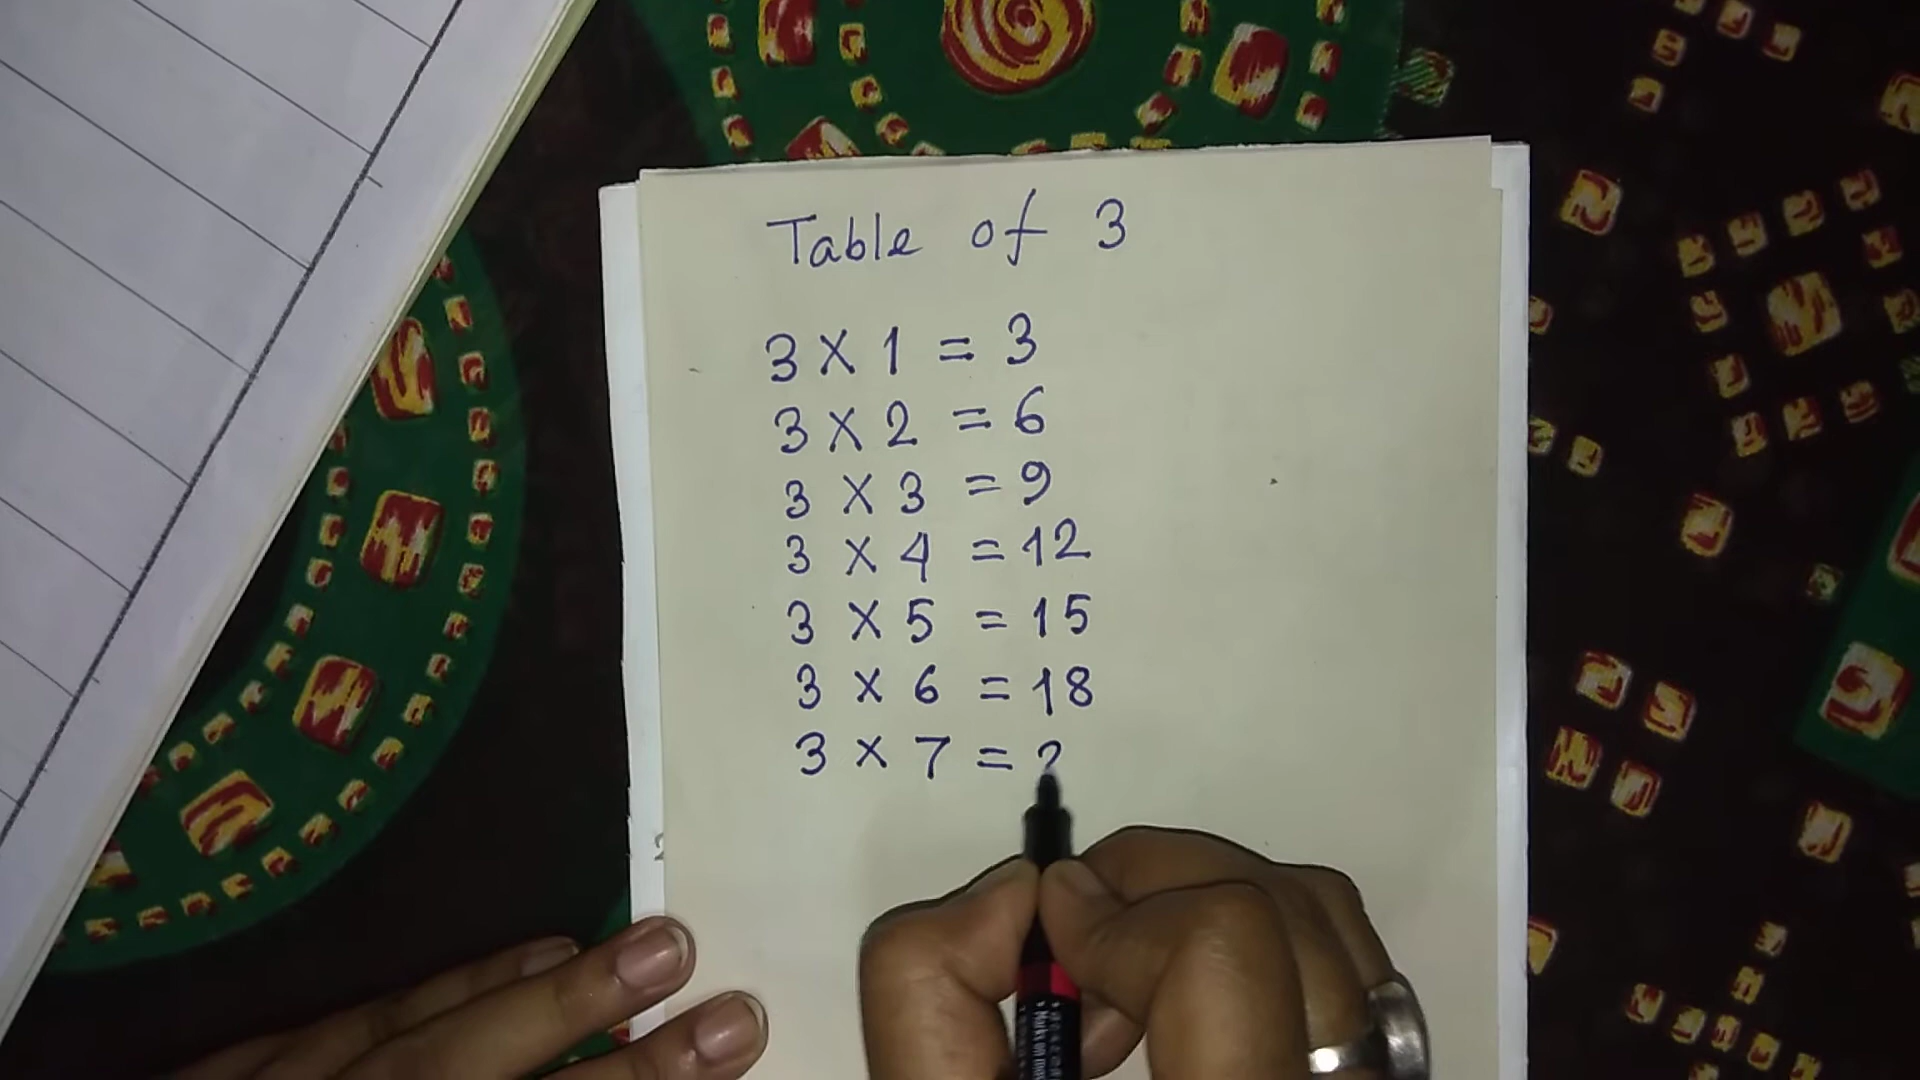 Table of 3
3 X 1 = 3
3 X 2 = 6
3 X 3 = 9
3 X 4 = 12
3 X 5 = 15
3 X 6 = 18
3 X 7 = 2